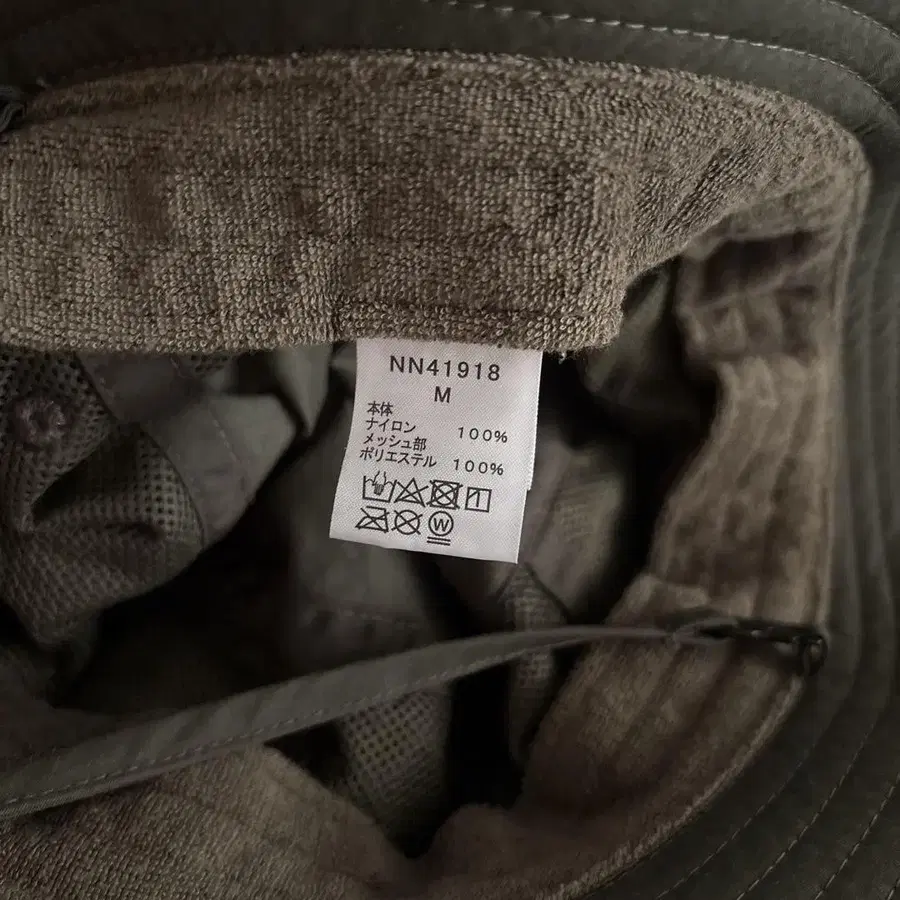 NN41918
M
本体
ナイロン 100%
メッシュ部
ポリエステル 100%
W